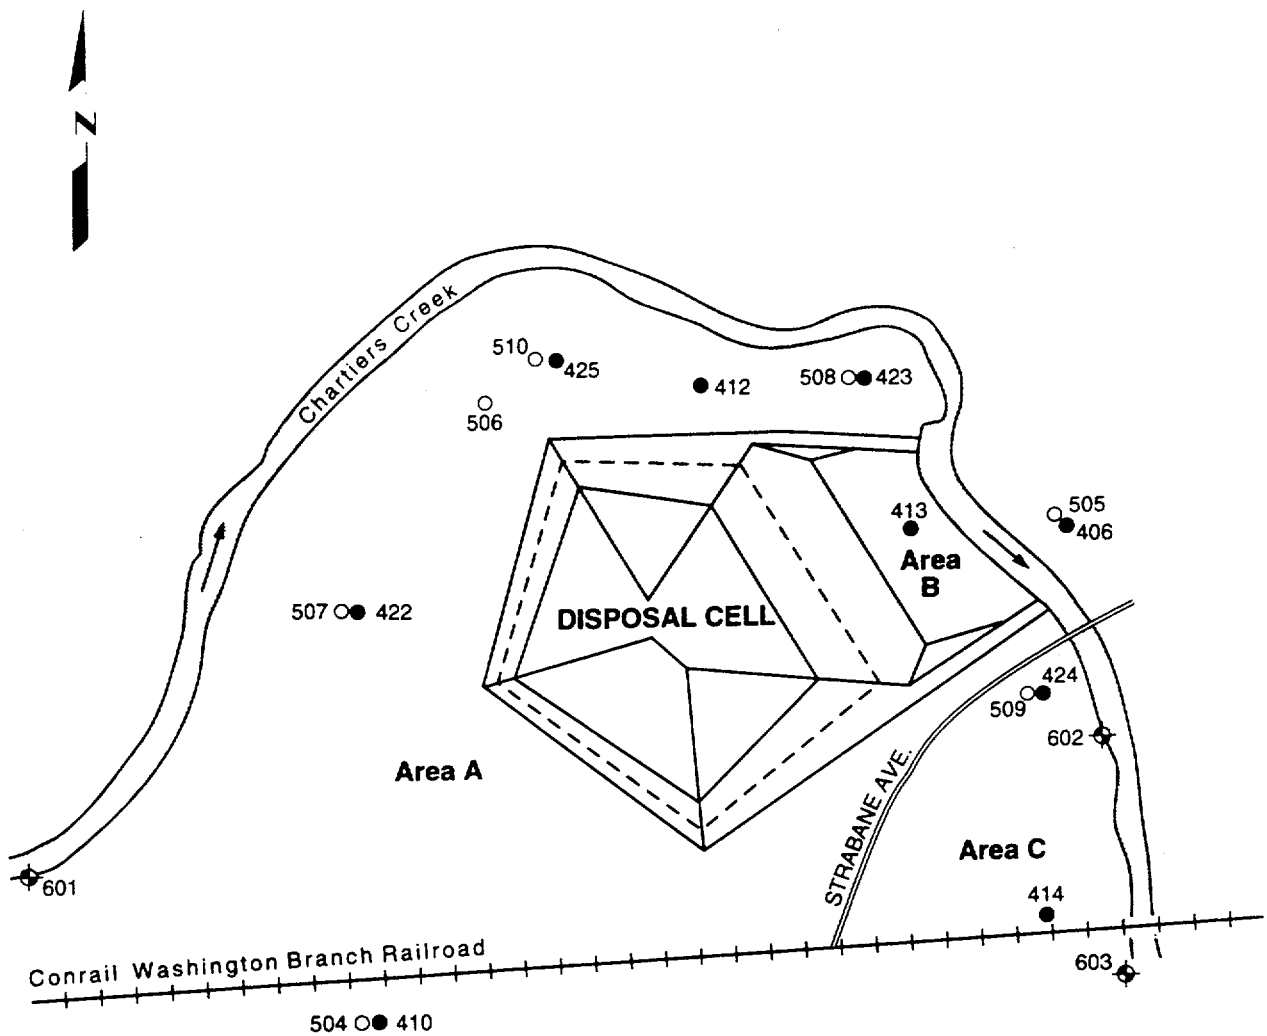 N
Chartiers Creek
510
425
412
508
423
506
505
406
413
Area
B
507
422
DISPOSAL CELL
424
509
602
Area A
STRABANE AVE.
Area C
601
414
Conrail Washington Branch Railroad
603
504
410